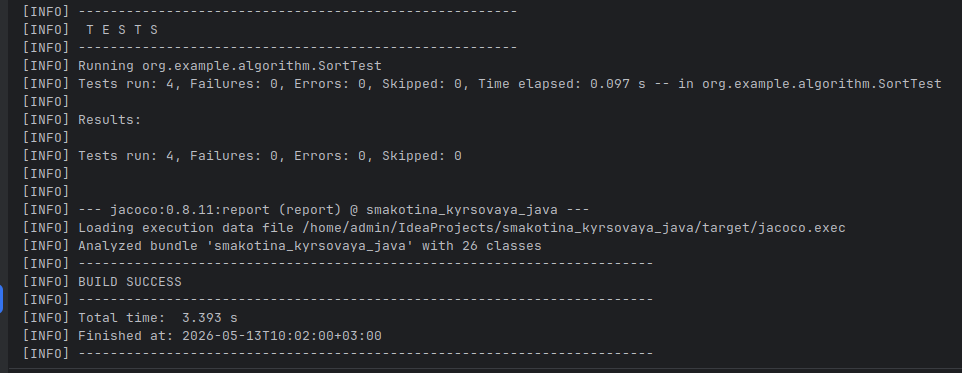 [INFO] -------------------------------------------------------
[INFO]  T E S T S
[INFO] -------------------------------------------------------
[INFO] Running org.example.algorithm.SortTest
[INFO] Tests run: 4, Failures: 0, Errors: 0, Skipped: 0, Time elapsed: 0.097 s -- in org.example.algorithm.SortTest
[INFO]
[INFO] Results:
[INFO]
[INFO] Tests run: 4, Failures: 0, Errors: 0, Skipped: 0
[INFO]
[INFO]
[INFO] --- jacoco:0.8.11:report (report) @ smakotina_kyrsovaya_java ---
[INFO] Loading execution data file /home/admin/IdeaProjects/smakotina_kyrsovaya_java/target/jacoco.exec
[INFO] Analyzed bundle 'smakotina_kyrsovaya_java' with 26 classes
[INFO] ------------------------------------------------------------------------
[INFO] BUILD SUCCESS
[INFO] ------------------------------------------------------------------------
[INFO] Total time:  3.393 s
[INFO] Finished at: 2026-05-13T10:02:00+03:00
[INFO] ------------------------------------------------------------------------